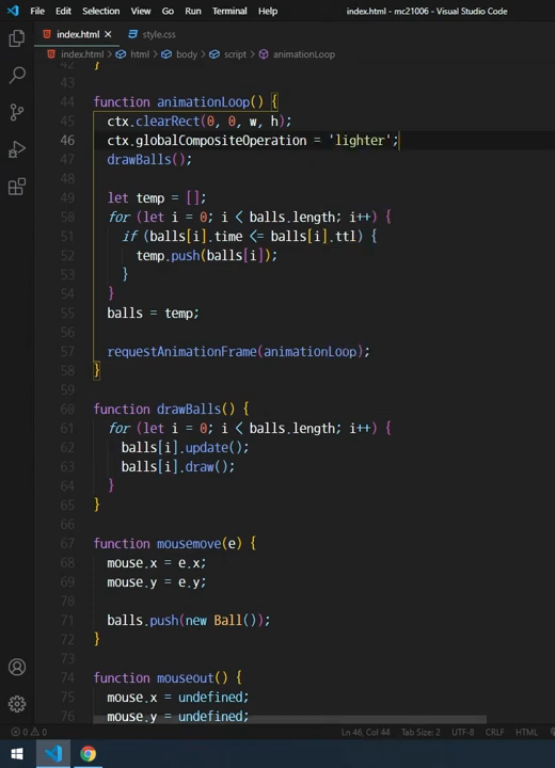 File Edit Selection View Go Run Terminal Help index.html - mc21006 - Visual Studio Code
index.html style.css
index.html > html > body > script > animationLoop
42 }
43
44 function animationLoop() {
45 ctx.clearRect(0, 0, w, h);
46 ctx.globalCompositeOperation = 'lighter';
47 drawBalls();
48
49 let temp = [];
50 for (let i = 0; i < balls.length; i++) {
51 if (balls[i].time <= balls[i].ttl) {
52 temp.push(balls[i]);
53 }
54 }
55 balls = temp;
56
57 requestAnimationFrame(animationLoop);
58 }
59
60 function drawBalls() {
61 for (let i = 0; i < balls.length; i++) {
62 balls[i].update();
63 balls[i].draw();
64 }
65 }
66
67 function mousemove(e) {
68 mouse.x = e.x;
69 mouse.y = e.y;
70
71 balls.push(new Ball());
72 }
73
74 function mouseout() {
75 mouse.x = undefined;
76 mouse.y = undefined;
0 0 Ln 46, Col 44 Tab Size: 2 UTF-8 CRLF HTML